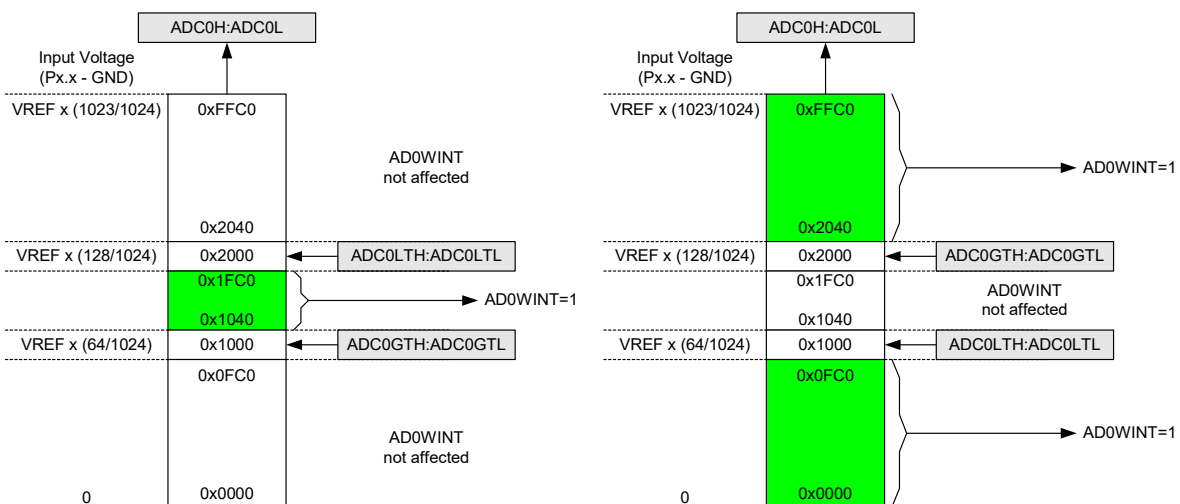 ADC0H:ADC0L
Input Voltage
(Px.x - GND)
VREF x (1023/1024)
0xFFC0
AD0WINT
not affected
0x2040
VREF x (128/1024)
0x2000
ADC0LTH:ADC0LTL
0x1FC0
AD0WINT=1
0x1040
VREF x (64/1024)
0x1000
ADC0GTH:ADC0GTL
0x0FC0
AD0WINT
not affected
0
0x0000
ADC0H:ADC0L
Input Voltage
(Px.x - GND)
VREF x (1023/1024)
0xFFC0
AD0WINT=1
0x2040
VREF x (128/1024)
0x2000
ADC0GTH:ADC0GTL
0x1FC0
AD0WINT
not affected
0x1040
VREF x (64/1024)
0x1000
ADC0LTH:ADC0LTL
0x0FC0
AD0WINT=1
0
0x0000